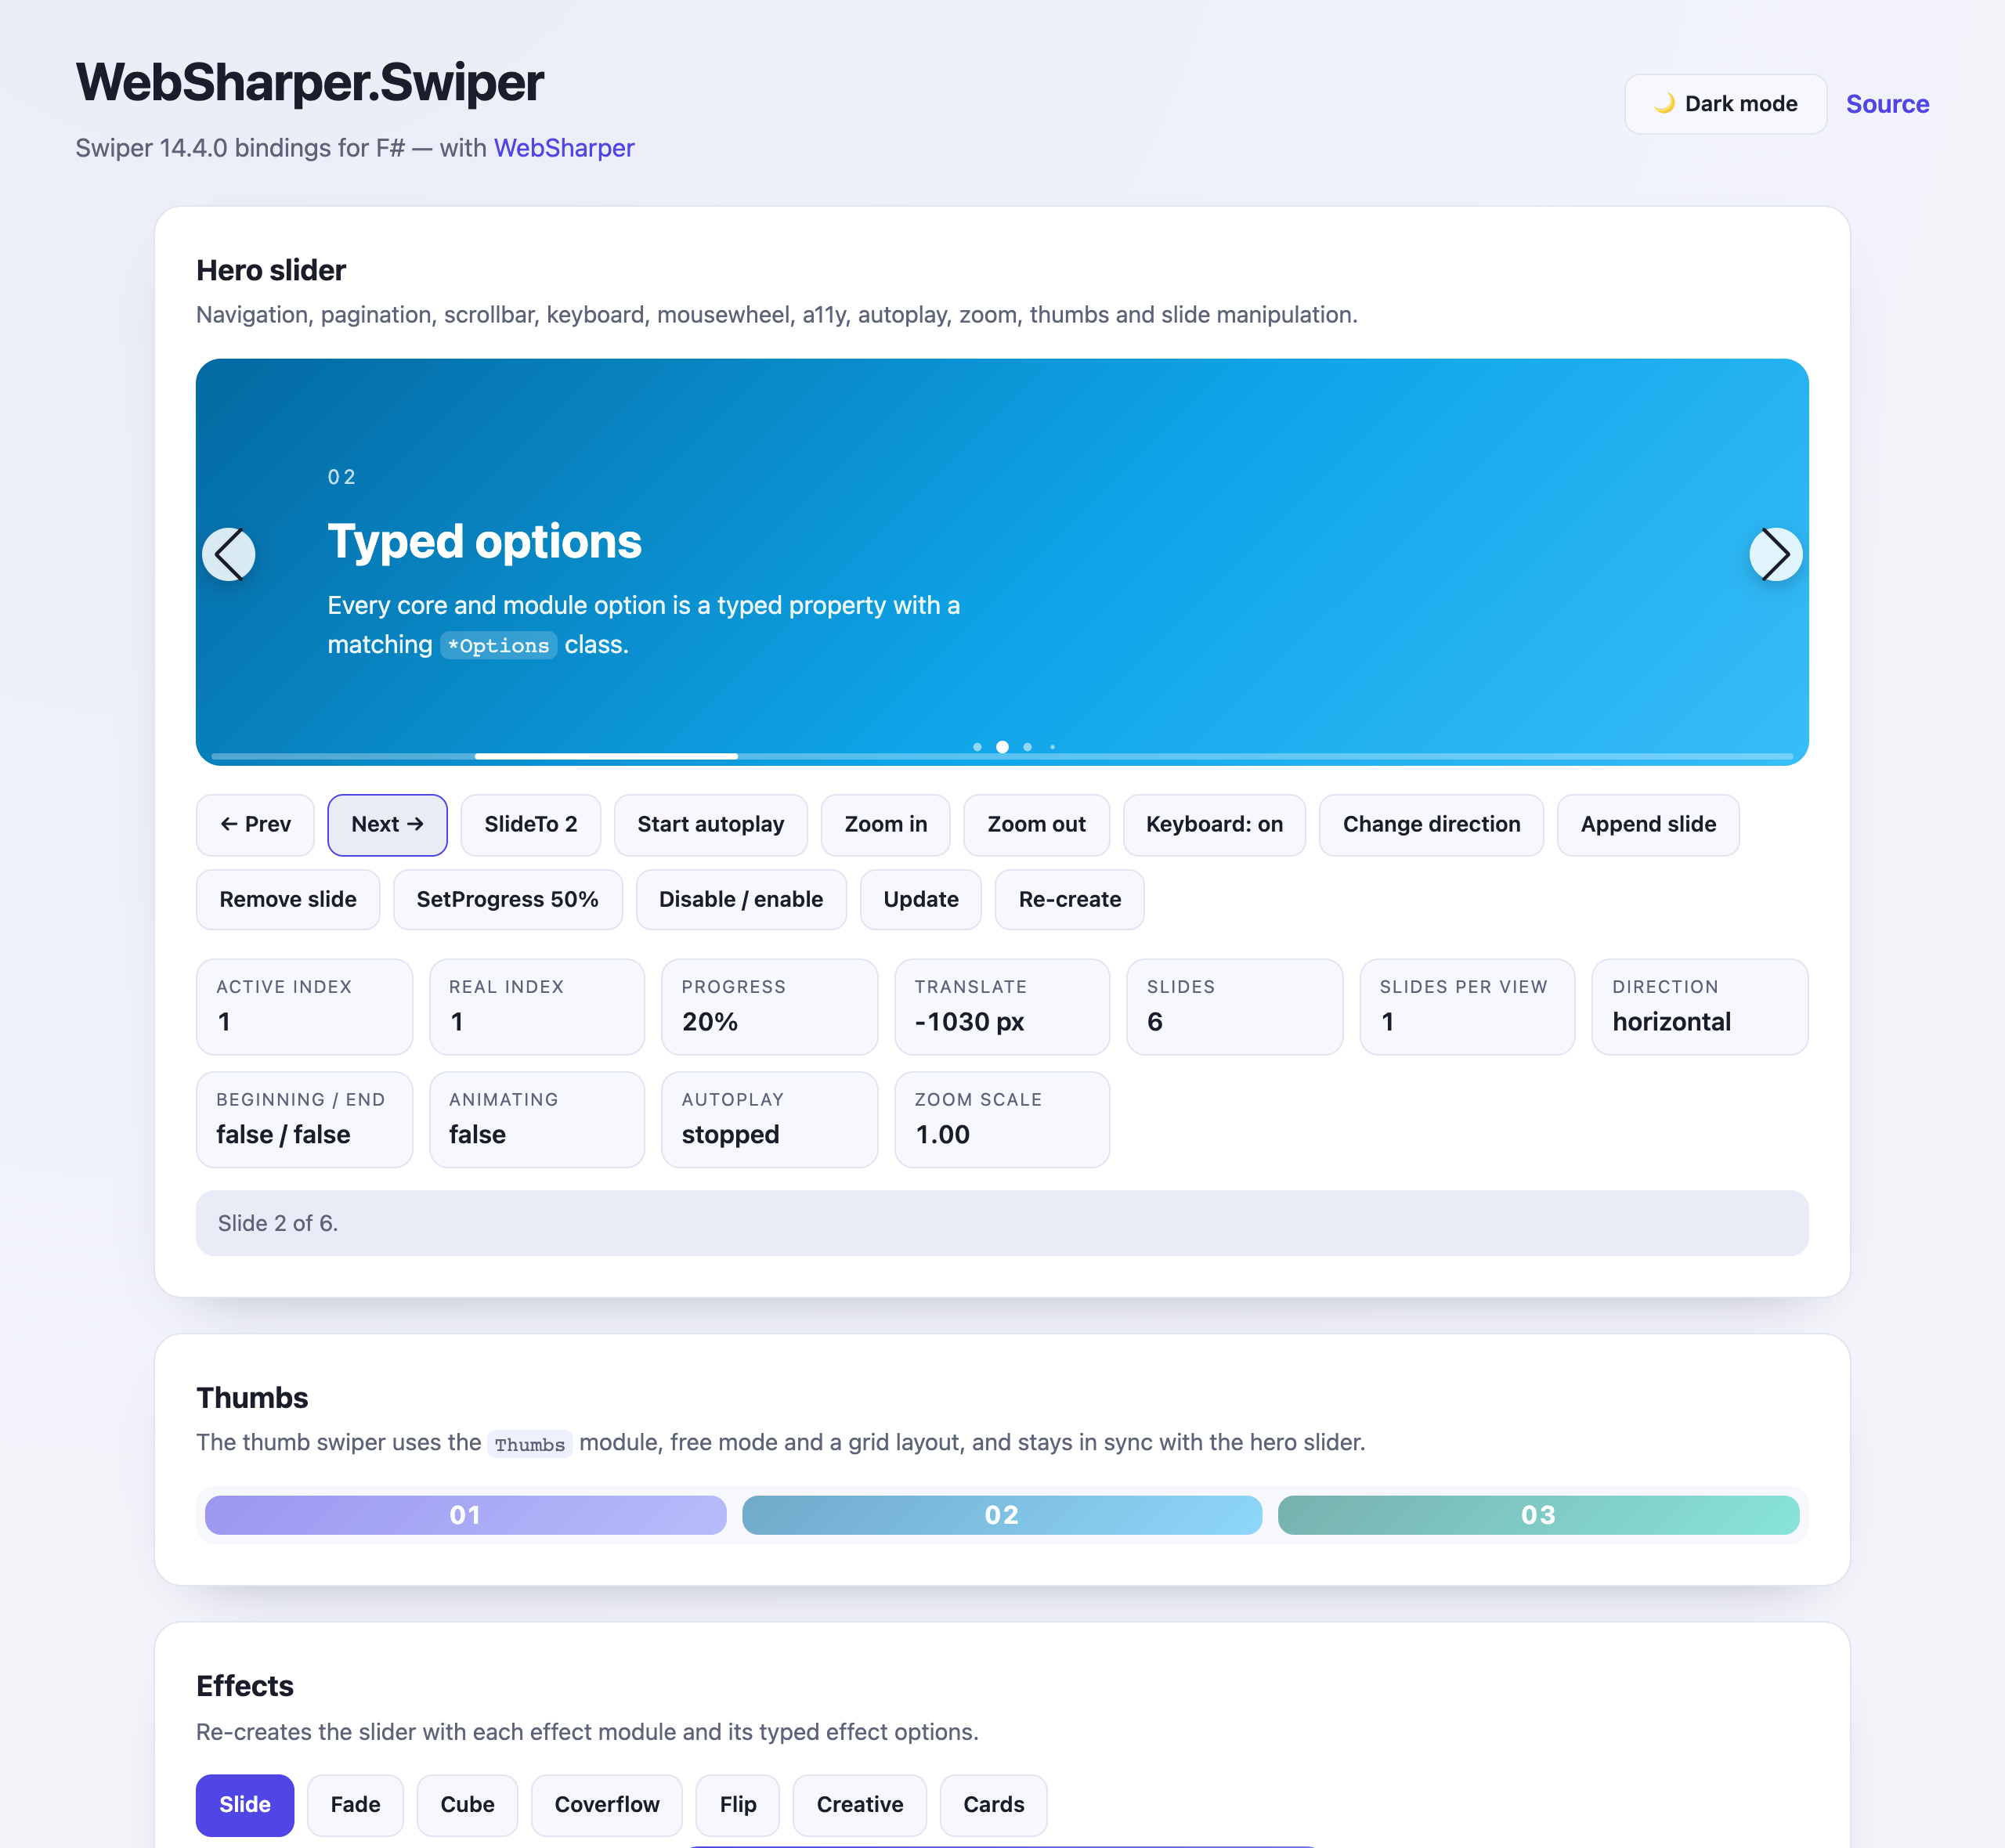 WebSharper.Swiper
Swiper 14.4.0 bindings for F# — with WebSharper
🌙 Dark mode
Source
Hero slider
Navigation, pagination, scrollbar, keyboard, mousewheel, a11y, autoplay, zoom, thumbs and slide manipulation.
02
Typed options
Every core and module option is a typed property with a
matching *Options class.
← Prev
Next →
SlideTo 2
Start autoplay
Zoom in
Zoom out
Keyboard: on
Change direction
Append slide
Remove slide
SetProgress 50%
Disable / enable
Update
Re-create
ACTIVE INDEX
1
REAL INDEX
1
PROGRESS
20%
TRANSLATE
-1030 px
SLIDES
6
SLIDES PER VIEW
1
DIRECTION
horizontal
BEGINNING / END
false / false
ANIMATING
false
AUTOPLAY
stopped
ZOOM SCALE
1.00
Slide 2 of 6.
Thumbs
The thumb swiper uses the Thumbs module, free mode and a grid layout, and stays in sync with the hero slider.
01
02
03
Effects
Re-creates the slider with each effect module and its typed effect options.
Slide
Fade
Cube
Coverflow
Flip
Creative
Cards